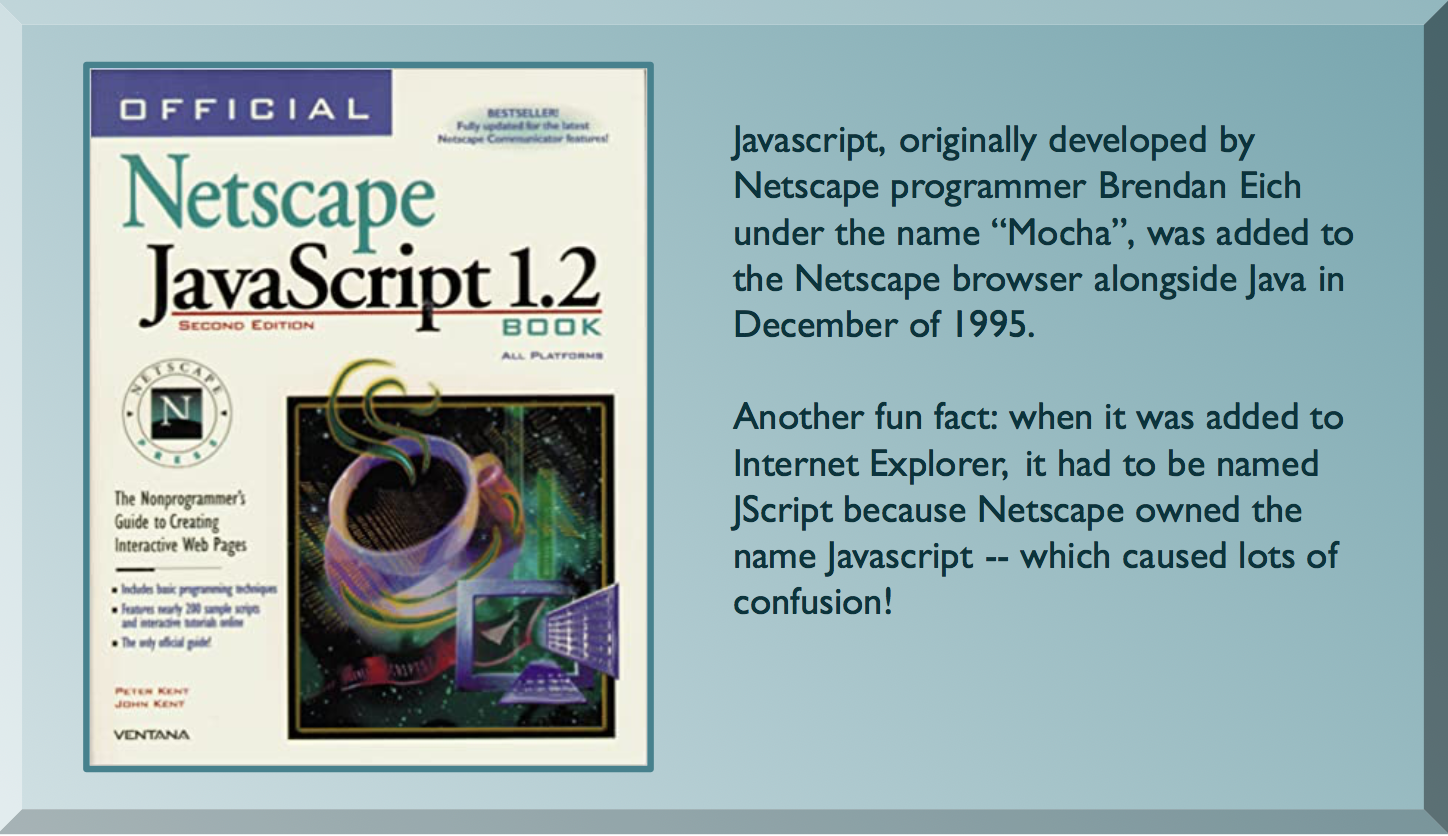 OFFICIAL
BESTSELLER!
Fully updated for the latest
Netscape Communicator features!
Netscape
JavaScript 1.2
SECOND EDITION
BOOK
ALL PLATFORMS
NETSCAPE
N
PRESS
The Nonprogrammer's
Guide to Creating
Interactive Web Pages
▪ Includes basic programming techniques
▪ Features nearly 200 sample scripts
and interactive tutorials online
▪ The only official guide!
PETER KENT
JOHN KENT
VENTANA
Javascript, originally developed by
Netscape programmer Brendan Eich
under the name “Mocha”, was added to
the Netscape browser alongside Java in
December of 1995.
Another fun fact: when it was added to
Internet Explorer, it had to be named
JScript because Netscape owned the
name Javascript -- which caused lots of
confusion!